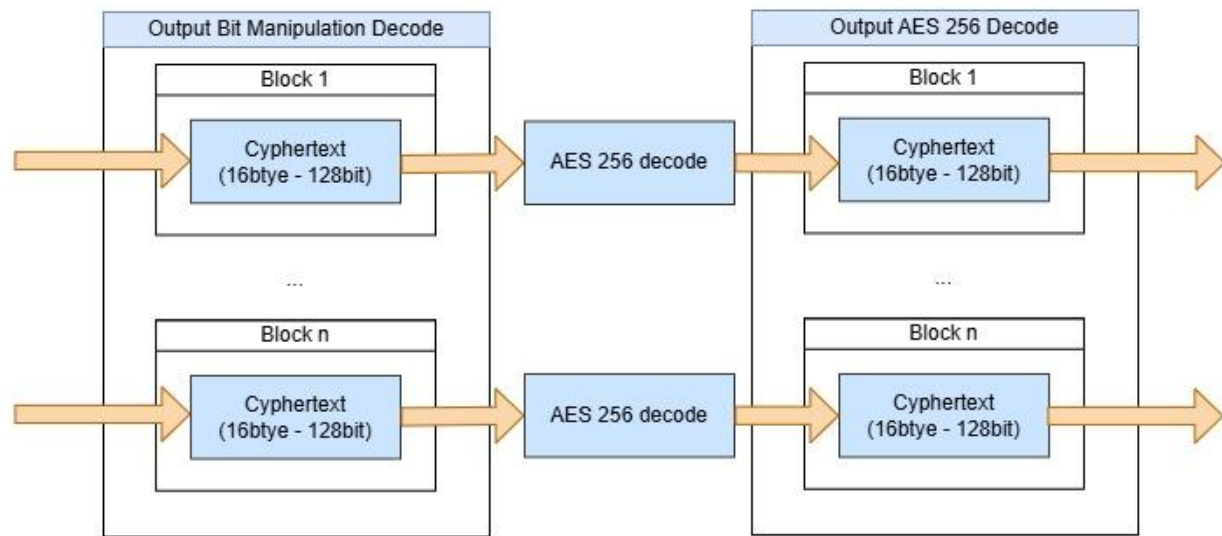 Output Bit Manipulation Decode
Output AES 256 Decode
Block 1
Block 1
Cyphertext
(16btye - 128bit)
AES 256 decode
Cyphertext
(16btye - 128bit)
...
...
Block n
Block n
Cyphertext
(16btye - 128bit)
AES 256 decode
Cyphertext
(16btye - 128bit)